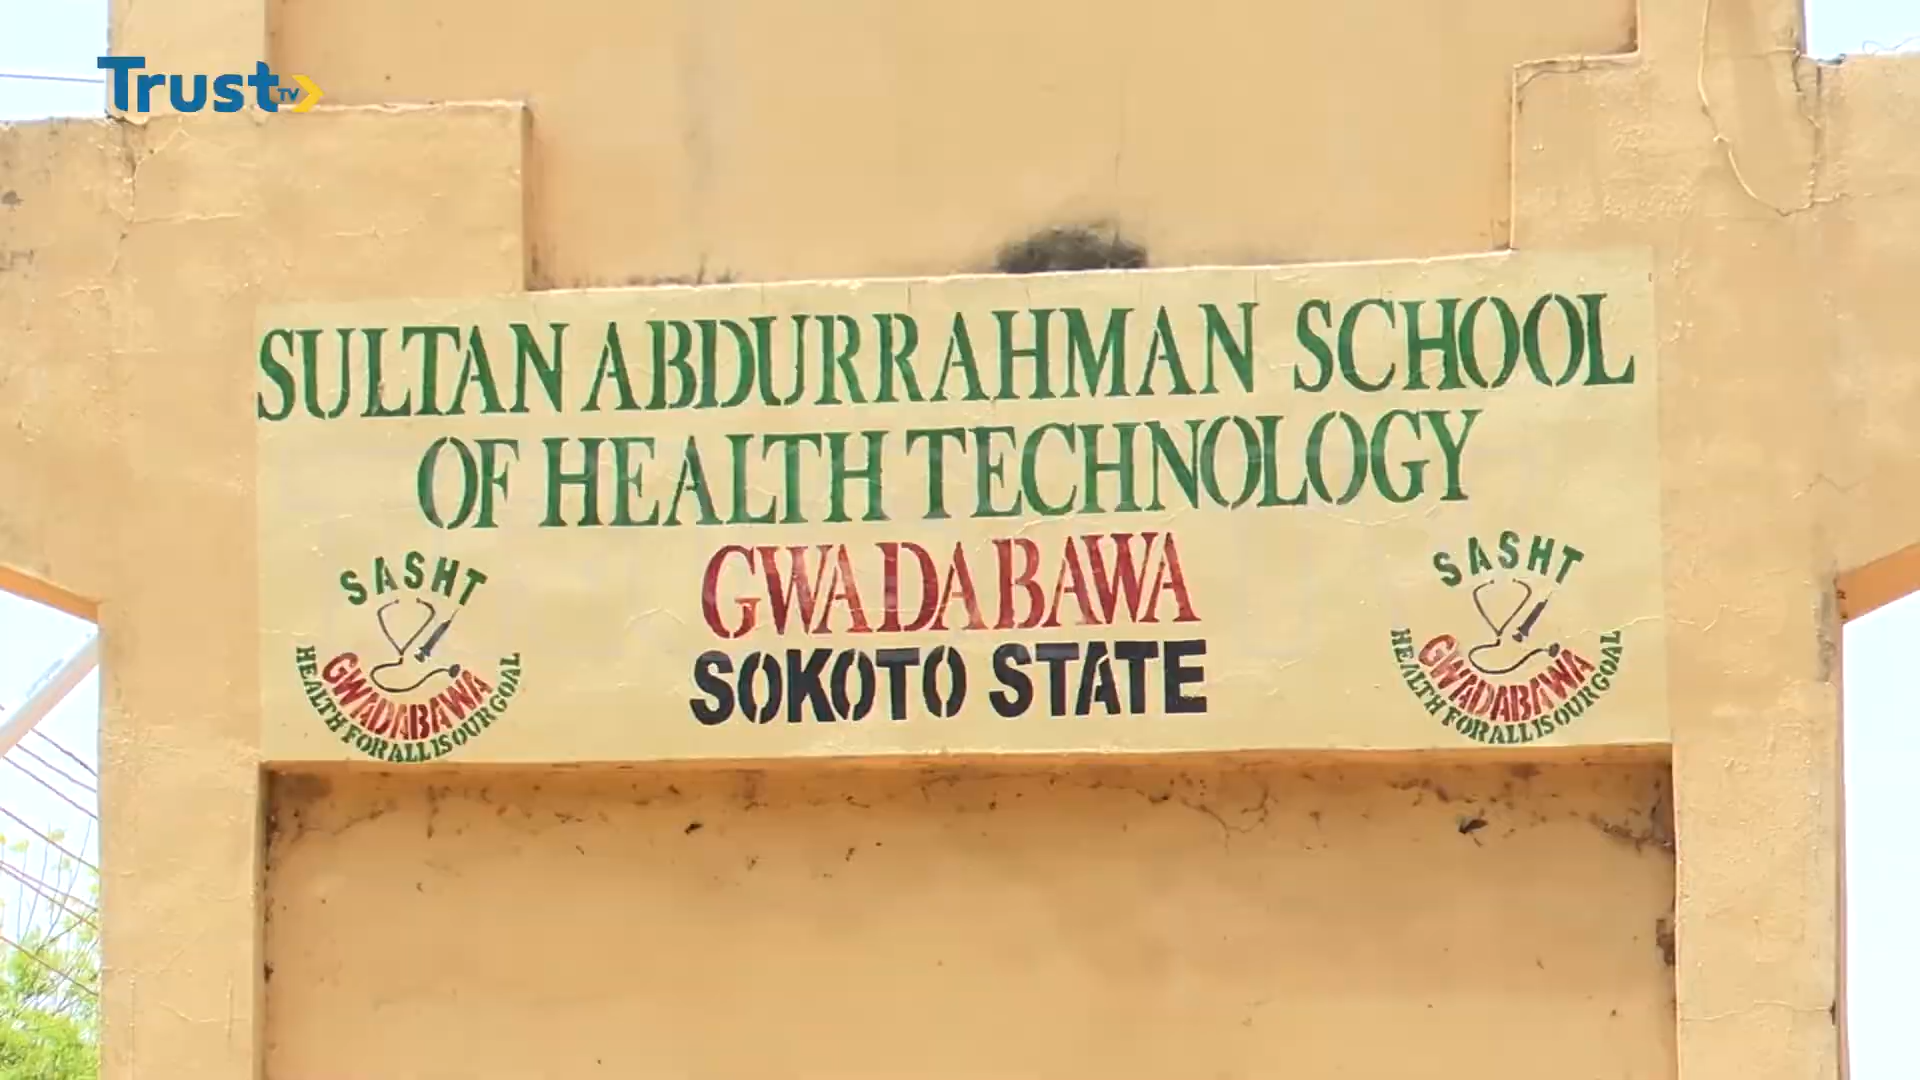 Trust TV
SULTAN ABDURRAHMAN SCHOOL
OF HEALTH TECHNOLOGY
GWADABAWA
SOKOTO STATE
SASHT
GWADABAWA
HEALTH FOR ALL IS OUR GOAL
SASHT
GWADABAWA
HEALTH FOR ALL IS OUR GOAL